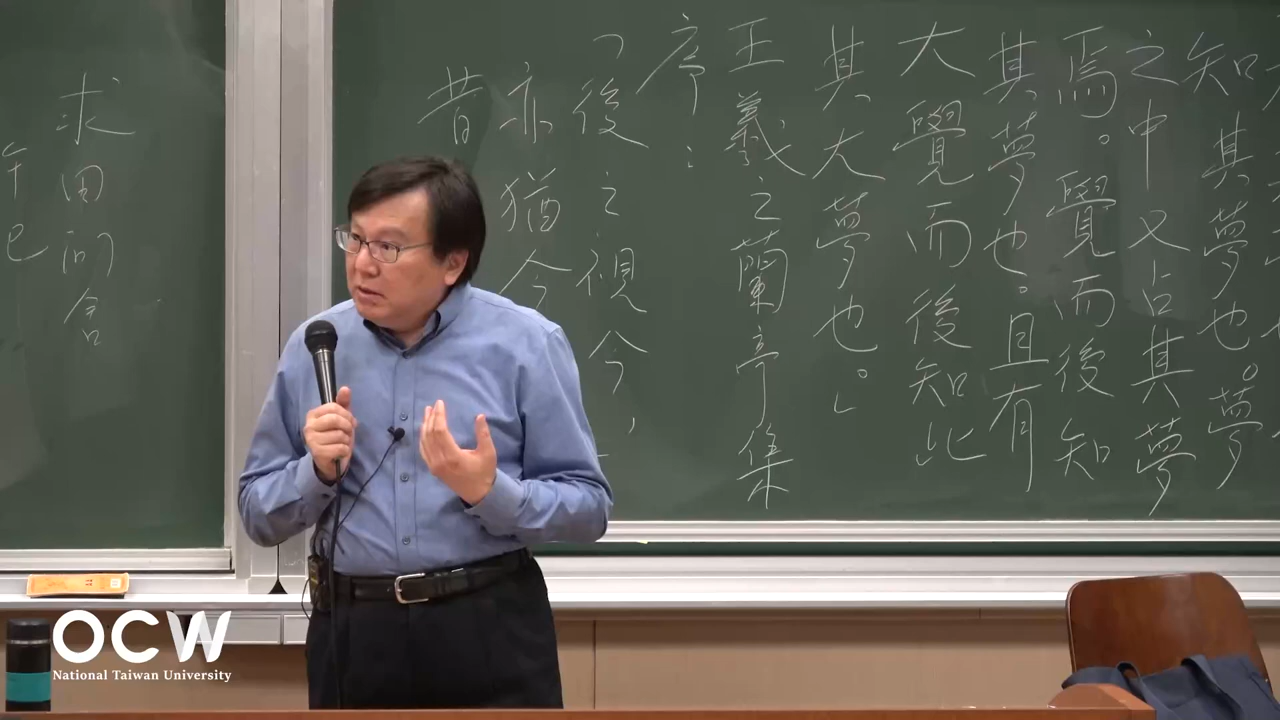 知其夢也。夢
之中又占其夢
焉。覺而後知
其夢也。且有
大覺而後知此
其大夢也。」
王羲之蘭亭集
序:
「後之視今,
亦猶今
昔
求田问舍
OCW
National Taiwan University